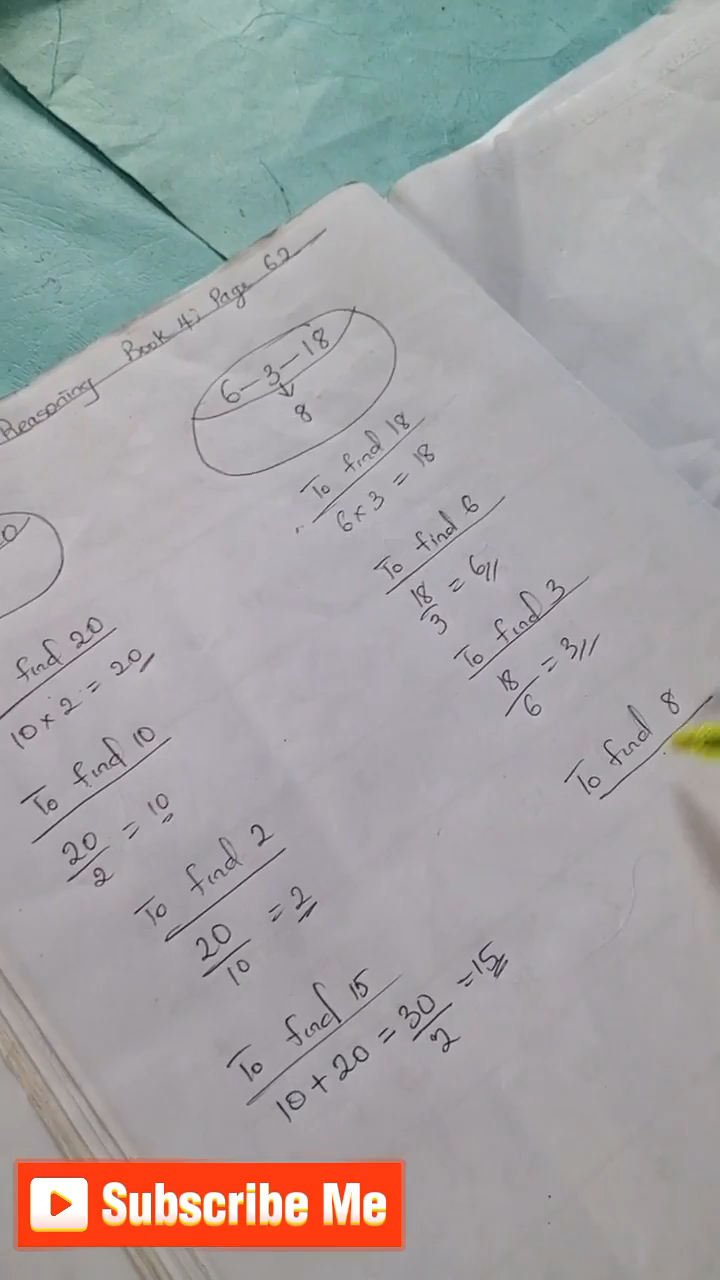 Reasoning Book 4; Page 62
find 20
10 × 2 = 20
To find 10
20/2 = 10
To find 2
20/10 = 2
To find 15
10 + 20 = 30/2 = 15
6 – 3 – 18
8
To find 18
6 × 3 = 18
To find 6
18/3 = 6//
To find 3
18/6 = 3//
To find 8
Subscribe Me